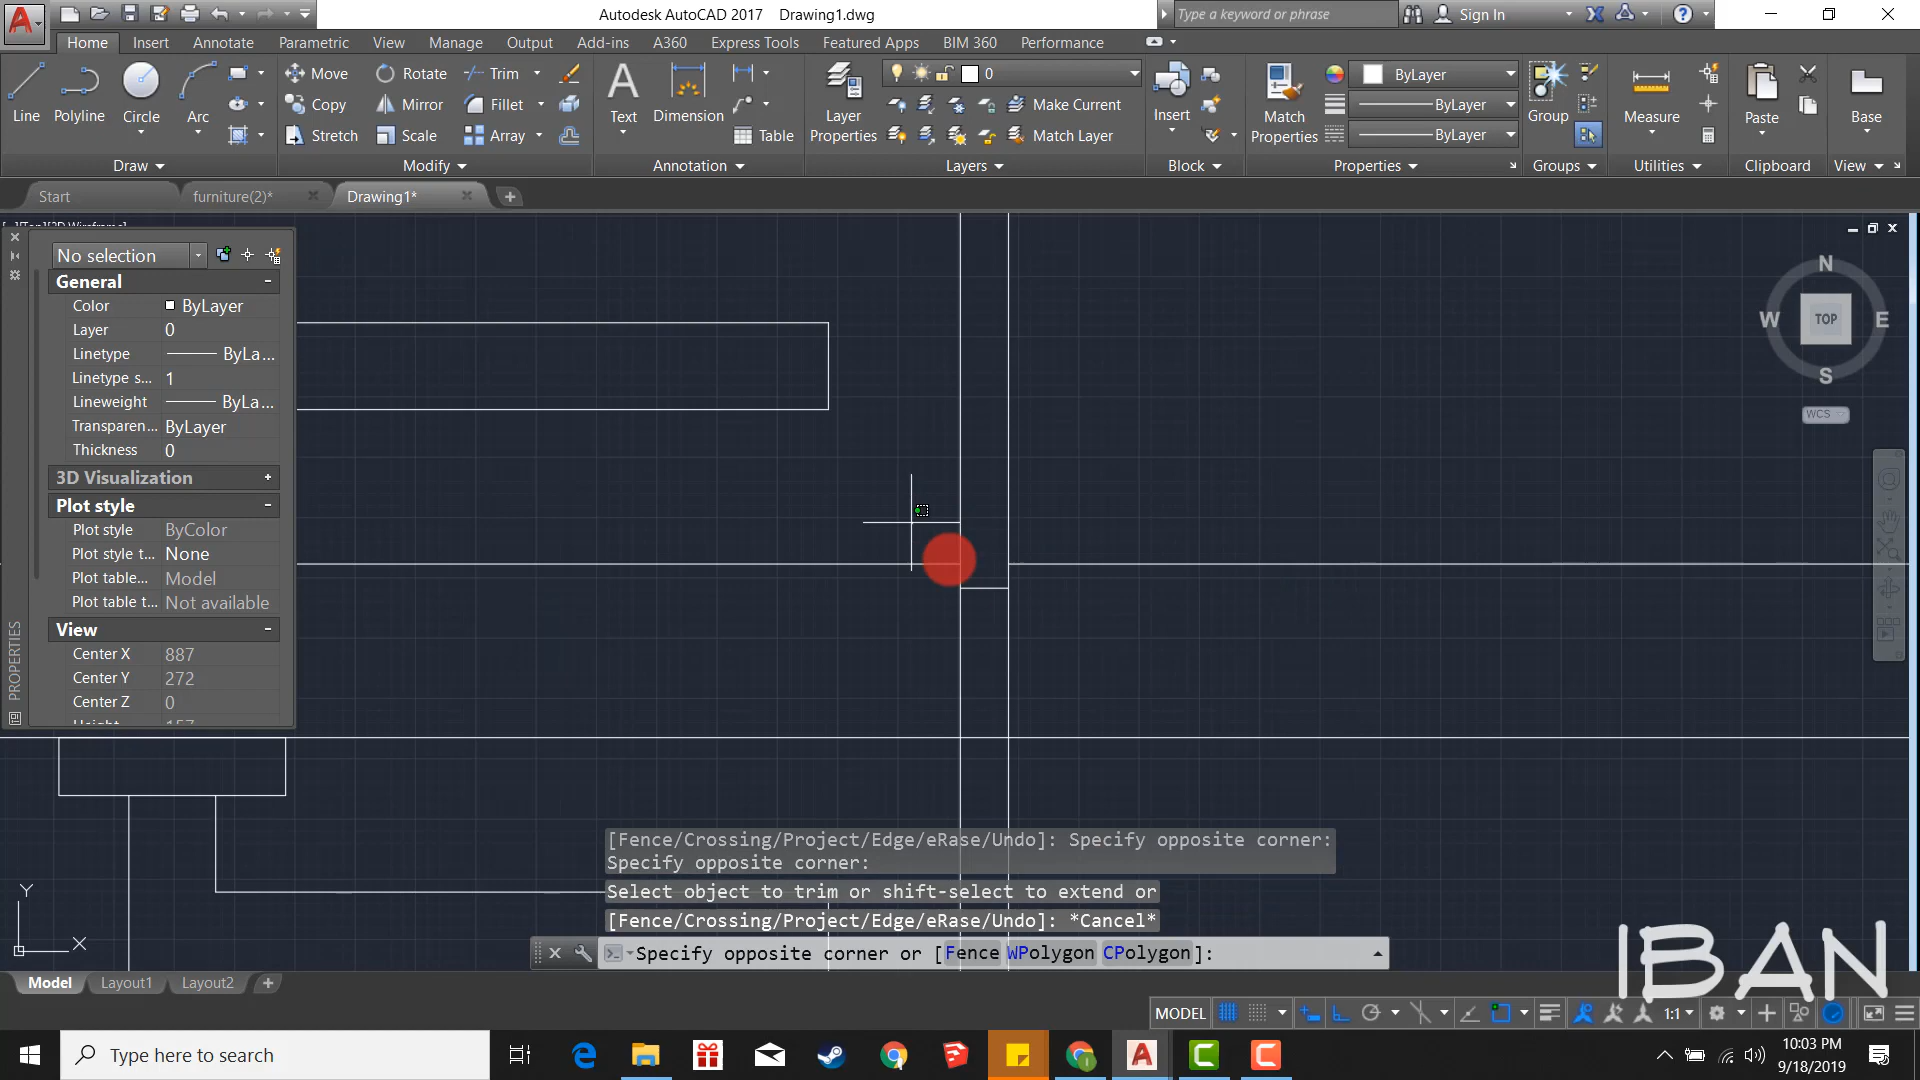 Autodesk AutoCAD 2017 Drawing1.dwg
Type a keyword or phrase
Sign In
Home Insert Annotate Parametric View Manage Output Add-ins A360 Express Tools Featured Apps BIM 360 Performance
Line
Polyline
Circle
Arc
Move
Rotate
Trim
Copy
Mirror
Fillet
Stretch
Scale
Array
Text
Dimension
Table
Layer
Properties
0
Make Current
Match Layer
Insert
Match
Properties
ByLayer
ByLayer
ByLayer
Group
Measure
Paste
Base
Draw
Modify
Annotation
Layers
Block
Properties
Groups
Utilities
Clipboard
View
Start
furniture(2)*
Drawing1*
No selection
General
Color ByLayer
Layer 0
Linetype ByLa...
Linetype s... 1
Lineweight ByLa...
Transparen... ByLayer
Thickness 0
3D Visualization
Plot style
Plot style ByColor
Plot style t... None
Plot table... Model
Plot table t... Not available
View
Center X 887
Center Y 272
Center Z 0
PROPERTIES
N
W TOP E
S
WCS
Y
X
[Fence/Crossing/Project/Edge/eRase/Undo]: Specify opposite corner:
Specify opposite corner:
Select object to trim or shift-select to extend or
[Fence/Crossing/Project/Edge/eRase/Undo]: *Cancel*
Specify opposite corner or [Fence WPolygon CPolygon]:
IBAN
Model Layout1 Layout2
MODEL
1:1
Type here to search
10:03 PM
9/18/2019